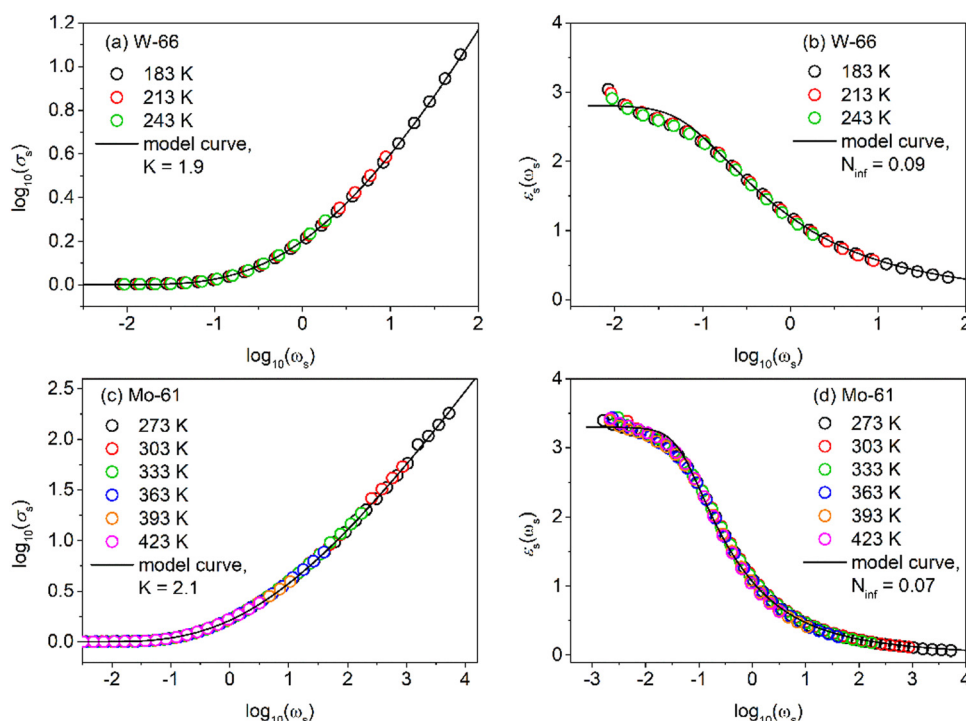 (a) W-66
183 K
213 K
243 K
model curve,
K = 1.9
log10(σs)
1.2
1.0
0.8
0.6
0.4
0.2
0.0
-2 -1 0 1 2
log10(ωs)
(b) W-66
183 K
213 K
243 K
model curve,
Ninf = 0.09
εs(ωs)
4
3
2
1
0
-3 -2 -1 0 1 2
log10(ωs)
(c) Mo-61
273 K
303 K
333 K
363 K
393 K
423 K
model curve,
K = 2.1
log10(σs)
2.5
2.0
1.5
1.0
0.5
0.0
-2 -1 0 1 2 3 4
log10(ωs)
(d) Mo-61
273 K
303 K
333 K
363 K
393 K
423 K
model curve,
Ninf = 0.07
εs(ωs)
4
3
2
1
0
-3 -2 -1 0 1 2 3 4
log10(ωs)